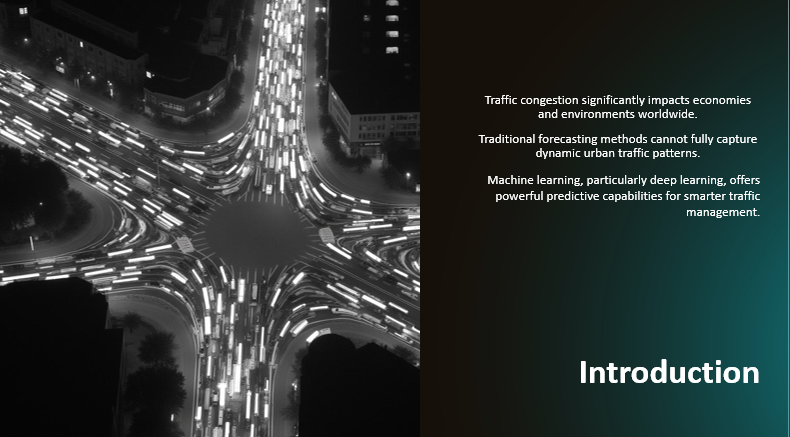 Traffic congestion significantly impacts economies
and environments worldwide.
Traditional forecasting methods cannot fully capture
dynamic urban traffic patterns.
Machine learning, particularly deep learning, offers
powerful predictive capabilities for smarter traffic
management.
Introduction